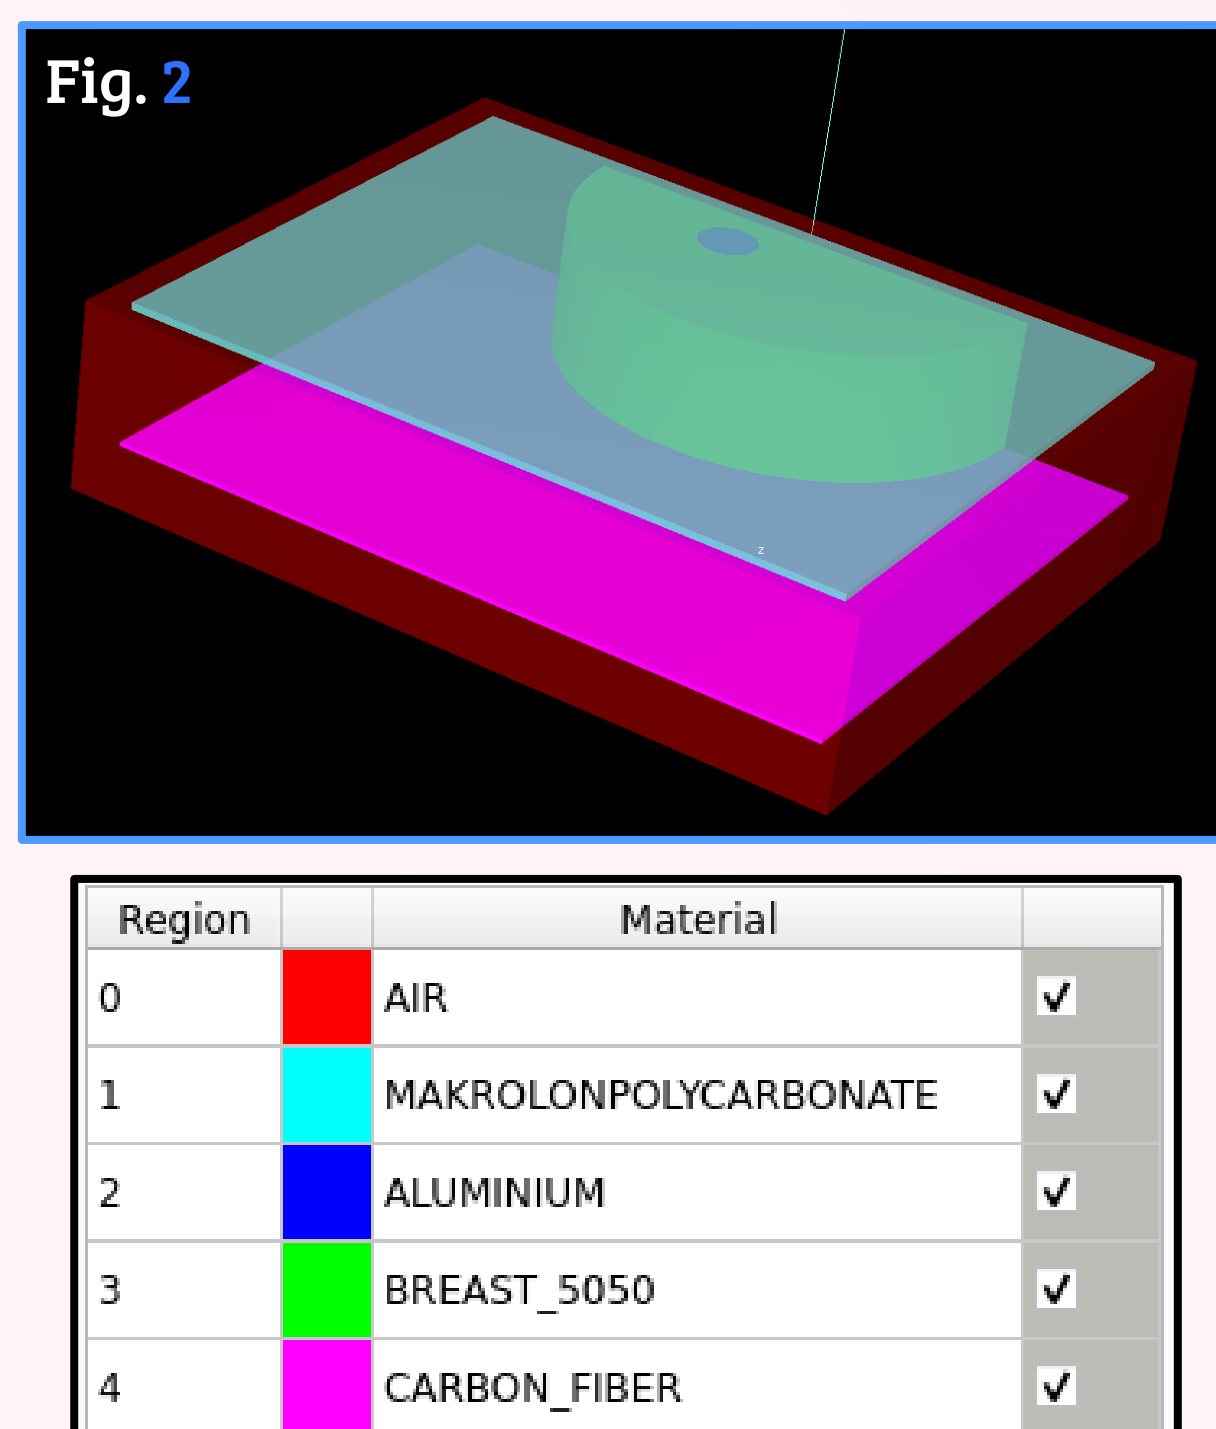 Fig. 2
z
Region Material
0 AIR
1 MAKROLONPOLYCARBONATE
2 ALUMINIUM
3 BREAST_5050
4 CARBON_FIBER